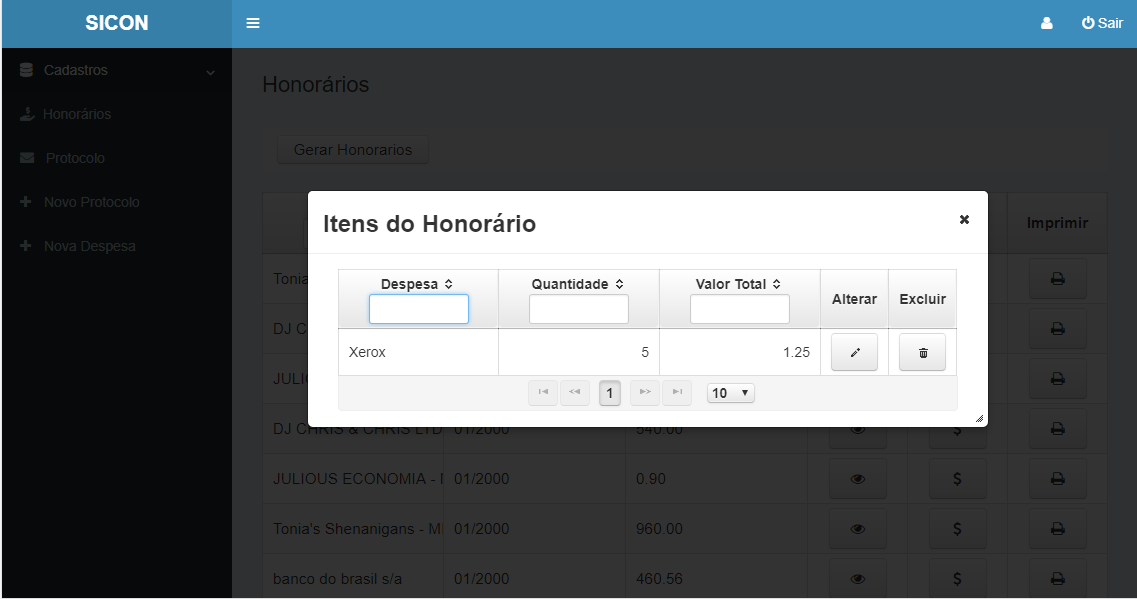 SICON
Sair
Cadastros
Honorários
Protocolo
Novo Protocolo
Nova Despesa
Honorários
Gerar Honorarios
Imprimir
Itens do Honorário
Despesa Quantidade Valor Total Alterar Excluir
Xerox 5 1.25
1 10
Tonia
DJ C
JULI
DJ CHRIS & CHRIS LTD 01/2000 540.00 $
JULIOUS ECONOMIA - 01/2000 0.90 $
Tonia's Shenanigans - M 01/2000 960.00 $
banco do brasil s/a 01/2000 460.56 $